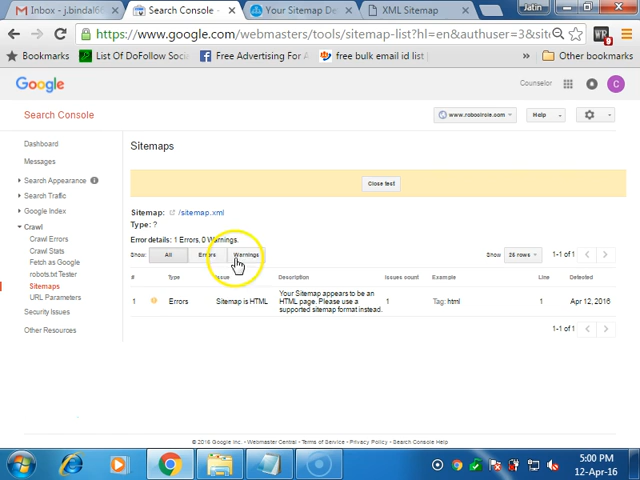 Inbox - j.bindal66
Search Console
Your Sitemap De
XML Sitemap
Jatin
https://www.google.com/webmasters/tools/sitemap-list?hl=en&authuser=3&site
WR
9
Bookmarks
List Of DoFollow Soci
Free Advertising For A
free bulk email id list |
Other bookmarks
Google
Counselor
C
Search Console
Help
Dashboard
Messages
Search Appearance
Search Traffic
Google Index
Crawl
Crawl Errors
Crawl Stats
Fetch as Google
robots.txt Tester
Sitemaps
URL Parameters
Security Issues
Other Resources
Sitemaps
Close test
Sitemap: /sitemap.xml
Type: ?
Error details: 1 Errors, 0 Warnings.
Show: All Errors Warnings
Show 25 rows 1-1 of 1
# Type Issue Description Issues count Example Line Detected
1 Errors Sitemap is HTML Your Sitemap appears to be an HTML page. Please use a supported sitemap format instead. 1 Tag: html 1 Apr 12, 2016
1-1 of 1
© 2016 Google Inc. - Webmaster Central - Terms of Service - Privacy Policy - Search Console Help
5:00 PM
12-Apr-16